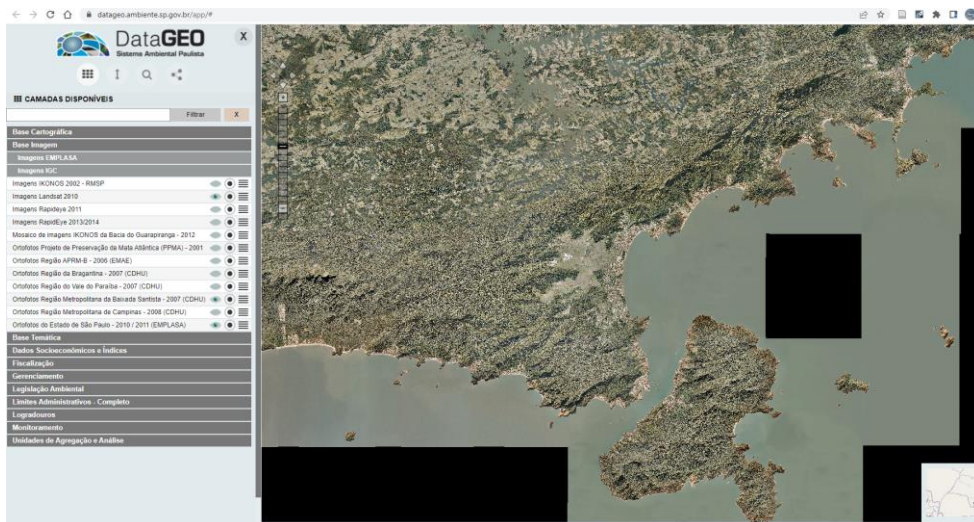 datageo.ambiente.sp.gov.br/app/#
DataGEO
Sistema Ambiental Paulista
X
CAMADAS DISPONÍVEIS
Filtrar
X
Base Cartográfica
Base Imagem
Imagens EMPLASA
Imagens IGC
Imagens IKONOS 2002 - RMSP
Imagens Landsat 2010
Imagens Rapideye 2011
Imagens RapidEye 2013/2014
Mosaico de imagens IKONOS da Bacia do Guarapiranga - 2012
Ortofotos Projeto de Preservação da Mata Atlântica (PPMA) - 2001
Ortofotos Região APRM-B - 2006 (EMAE)
Ortofotos Região da Bragantina - 2007 (CDHU)
Ortofotos Região do Vale do Paraíba - 2007 (CDHU)
Ortofotos Região Metropolitana da Baixada Santista - 2007 (CDHU)
Ortofotos Região Metropolitana de Campinas - 2006 (CDHU)
Ortofotos do Estado de São Paulo - 2010 / 2011 (EMPLASA)
Base Temática
Dados Socioeconômicos e Índices
Fiscalização
Gerenciamento
Legislação Ambiental
Limites Administrativos - Completo
Logradouros
Monitoramento
Unidades de Agregação e Análise